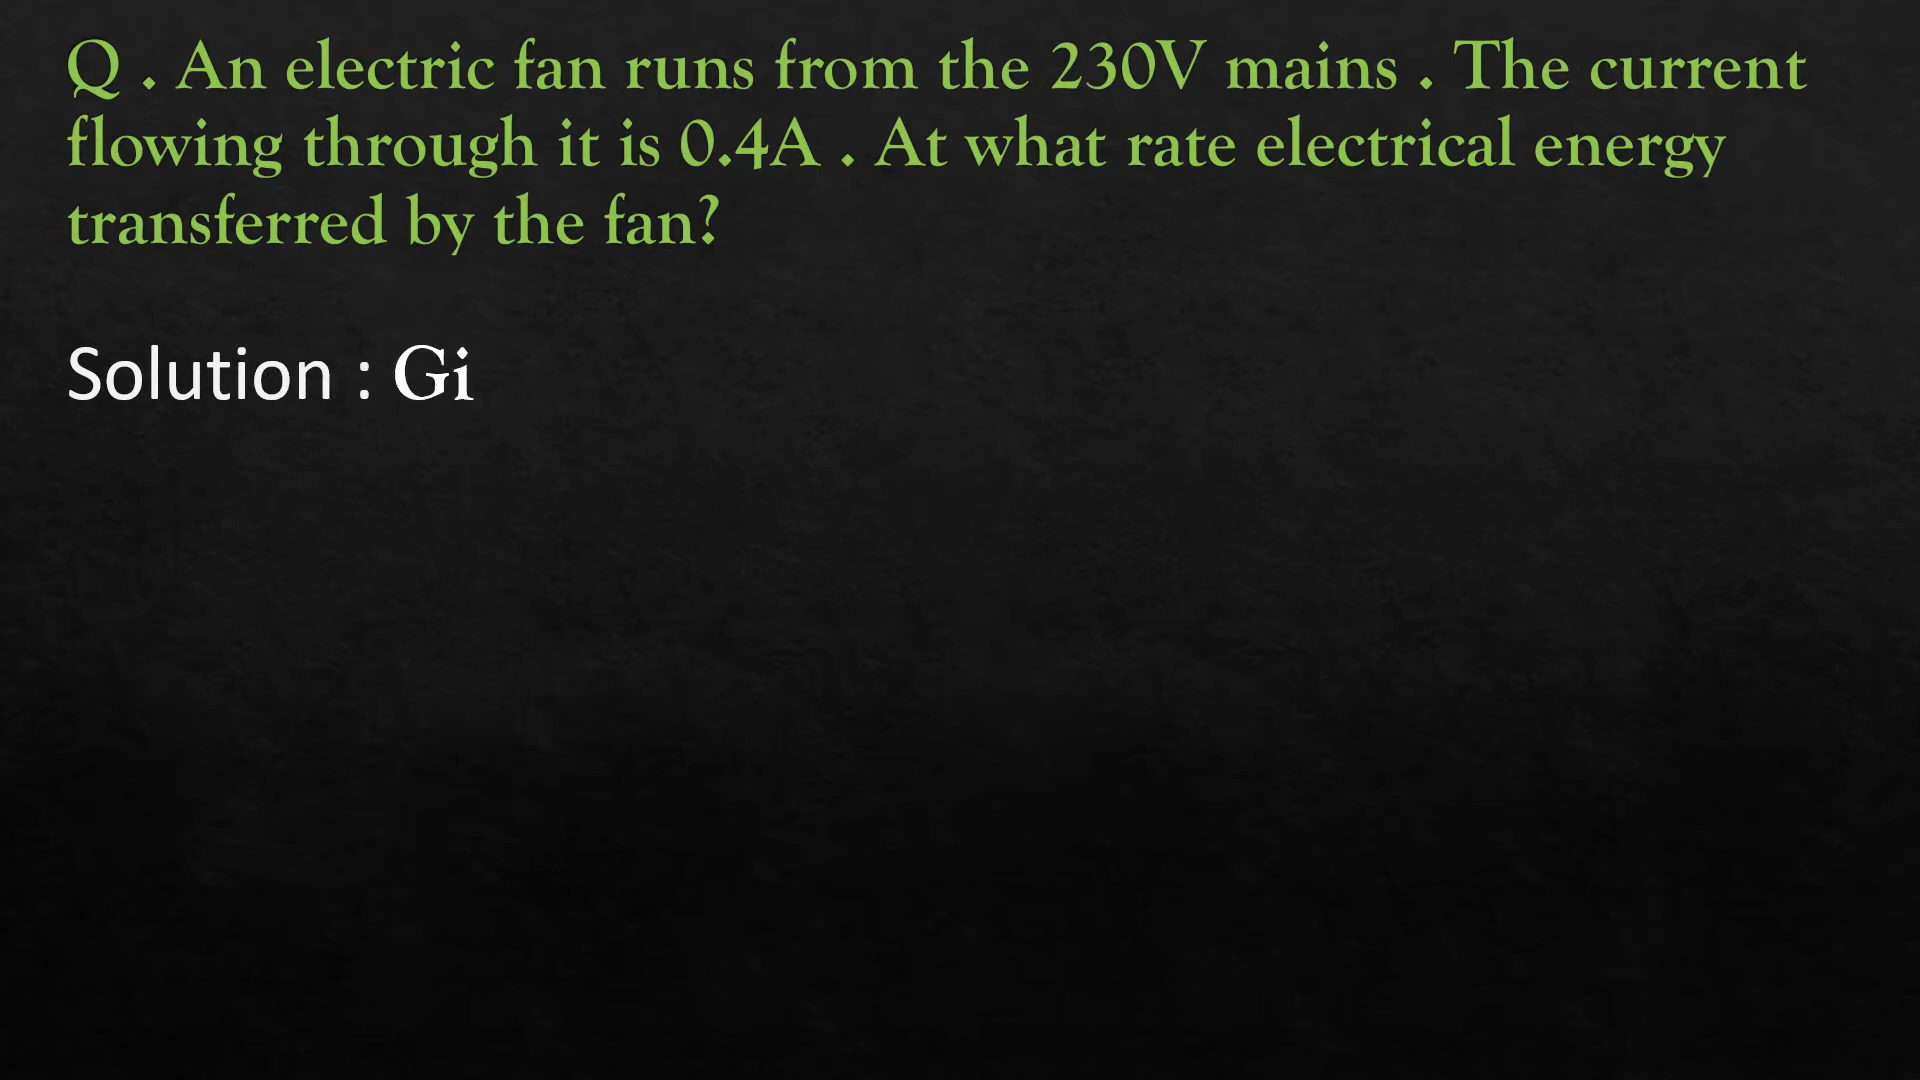 Q . An electric fan runs from the 230V mains . The current
flowing through it is 0.4A . At what rate electrical energy
transferred by the fan?
Solution : Gi